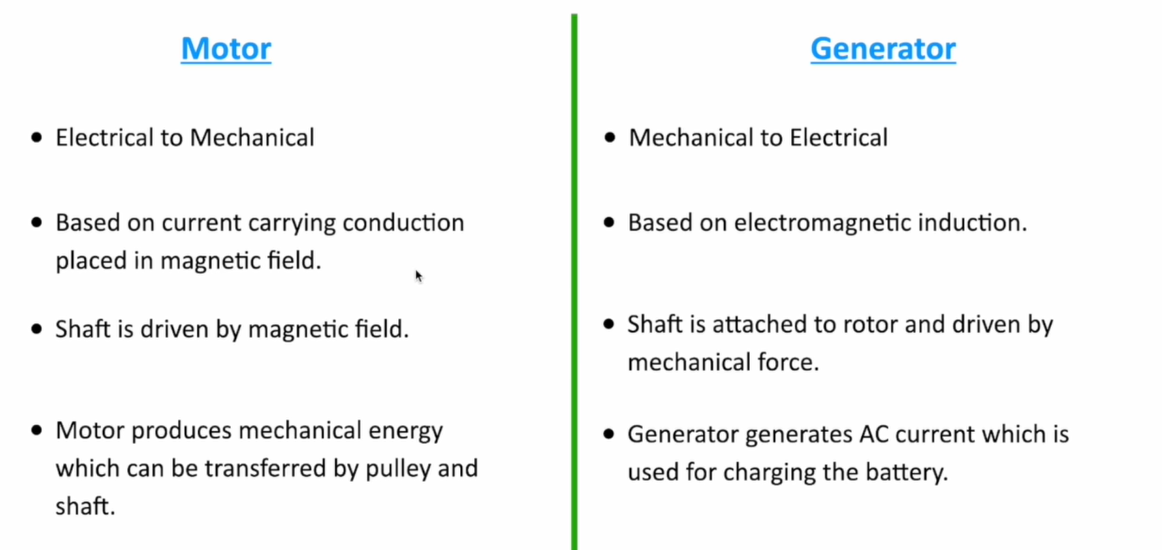 Motor
• Electrical to Mechanical
• Based on current carrying conduction
placed in magnetic field.
• Shaft is driven by magnetic field.
• Motor produces mechanical energy
which can be transferred by pulley and
shaft.
Generator
• Mechanical to Electrical
• Based on electromagnetic induction.
• Shaft is attached to rotor and driven by
mechanical force.
• Generator generates AC current which is
used for charging the battery.